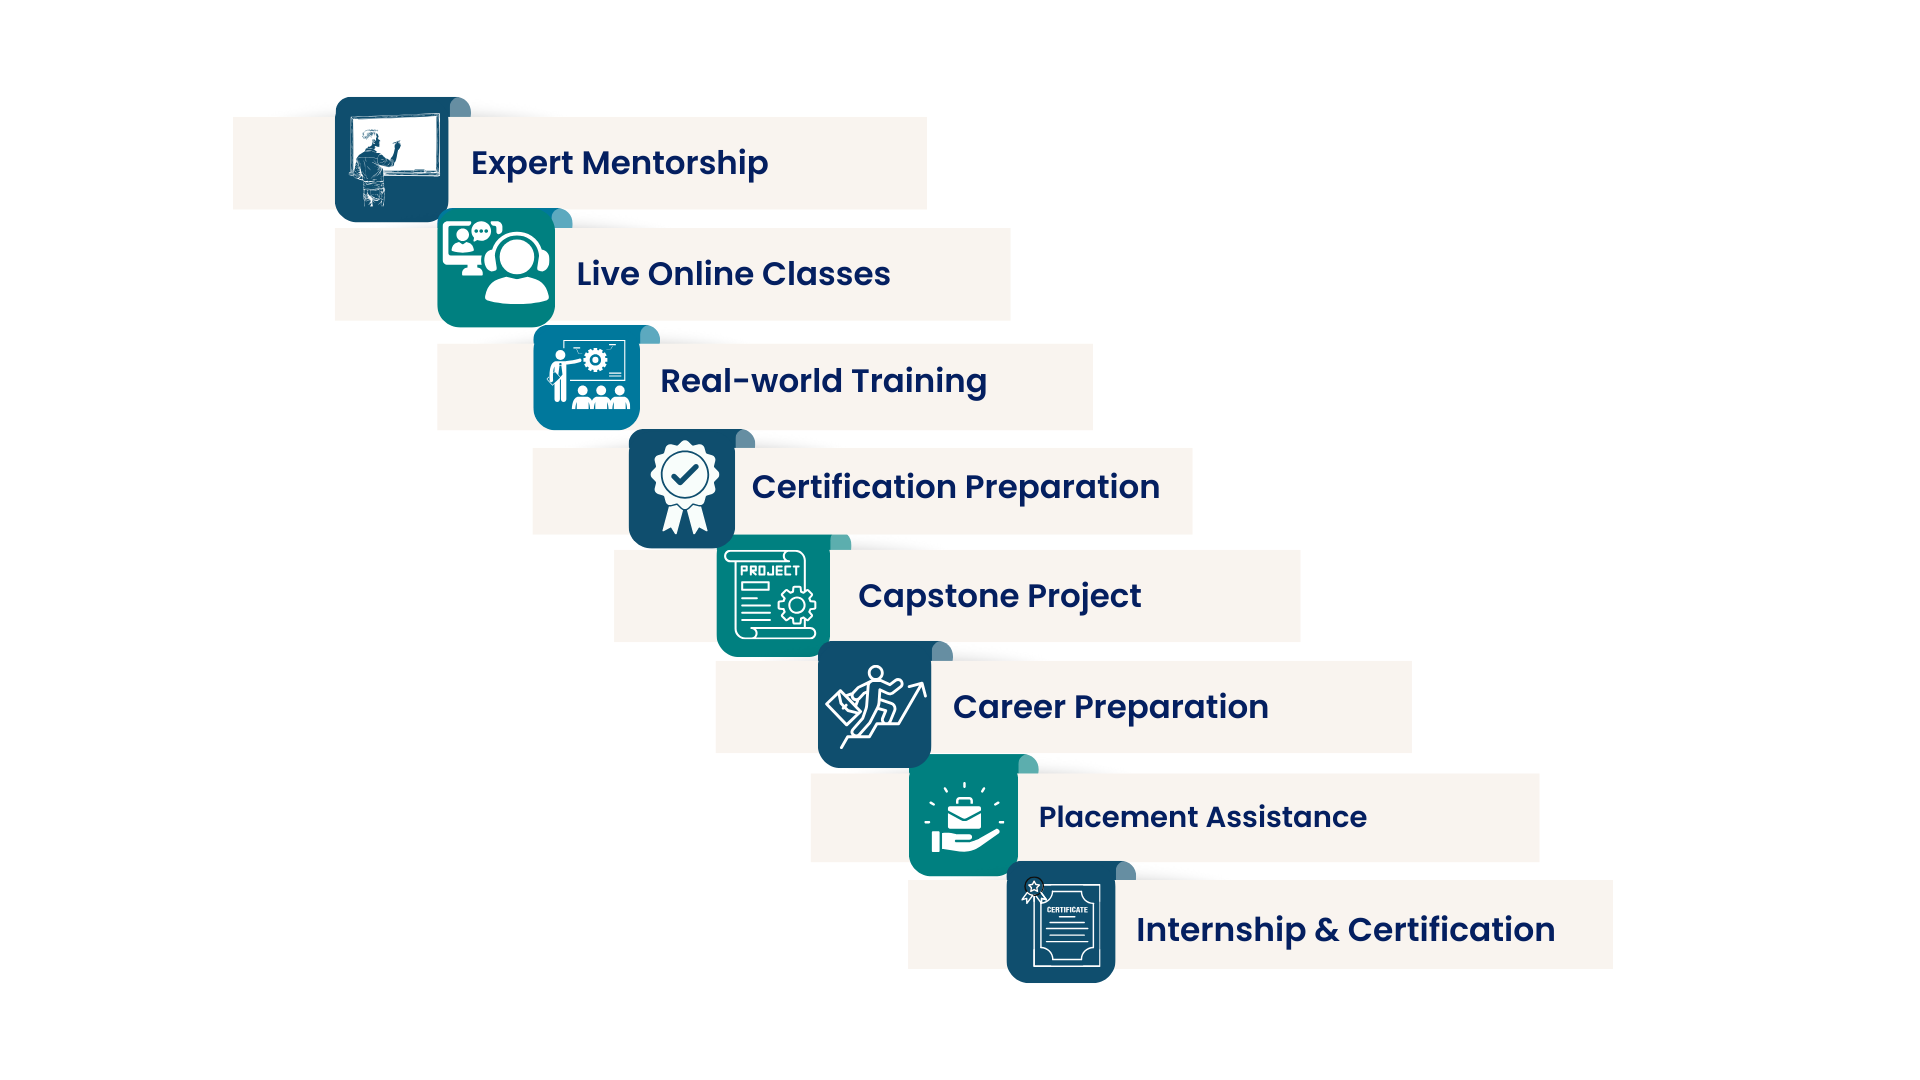 Expert Mentorship
Live Online Classes
Real-world Training
Certification Preparation
PROJECT
Capstone Project
Career Preparation
Placement Assistance
CERTIFICATE
Internship & Certification